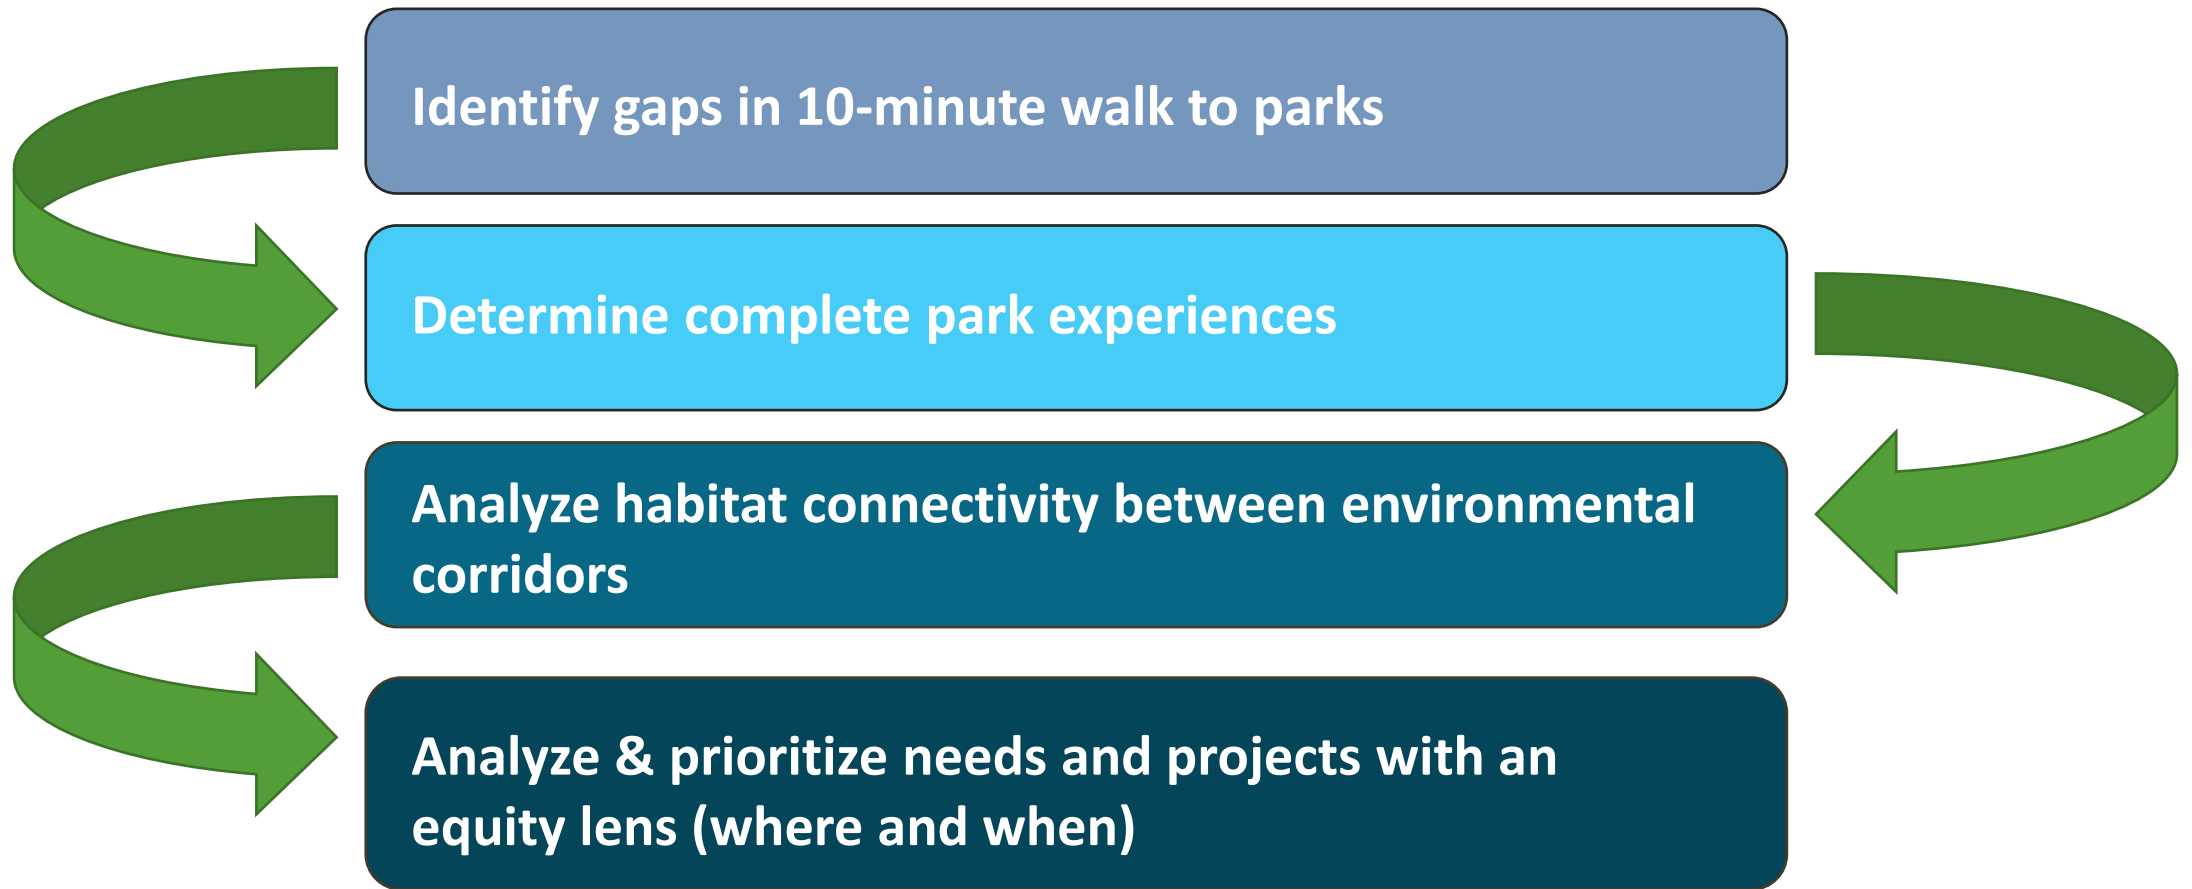 Identify gaps in 10-minute walk to parks
Determine complete park experiences
Analyze habitat connectivity between environmental
corridors
Analyze & prioritize needs and projects with an
equity lens (where and when)